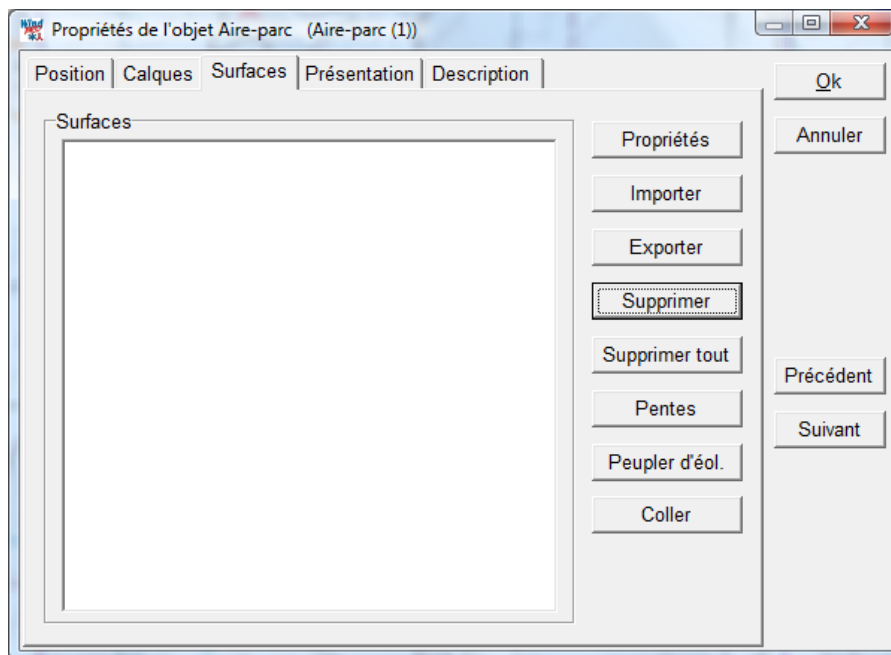 Propriétés de l'objet Aire-parc (Aire-parc (1))
Position Calques Surfaces Présentation Description
Ok
Annuler
Précédent
Suivant
Surfaces
Propriétés
Importer
Exporter
Supprimer
Supprimer tout
Pentes
Peupler d'éol.
Coller